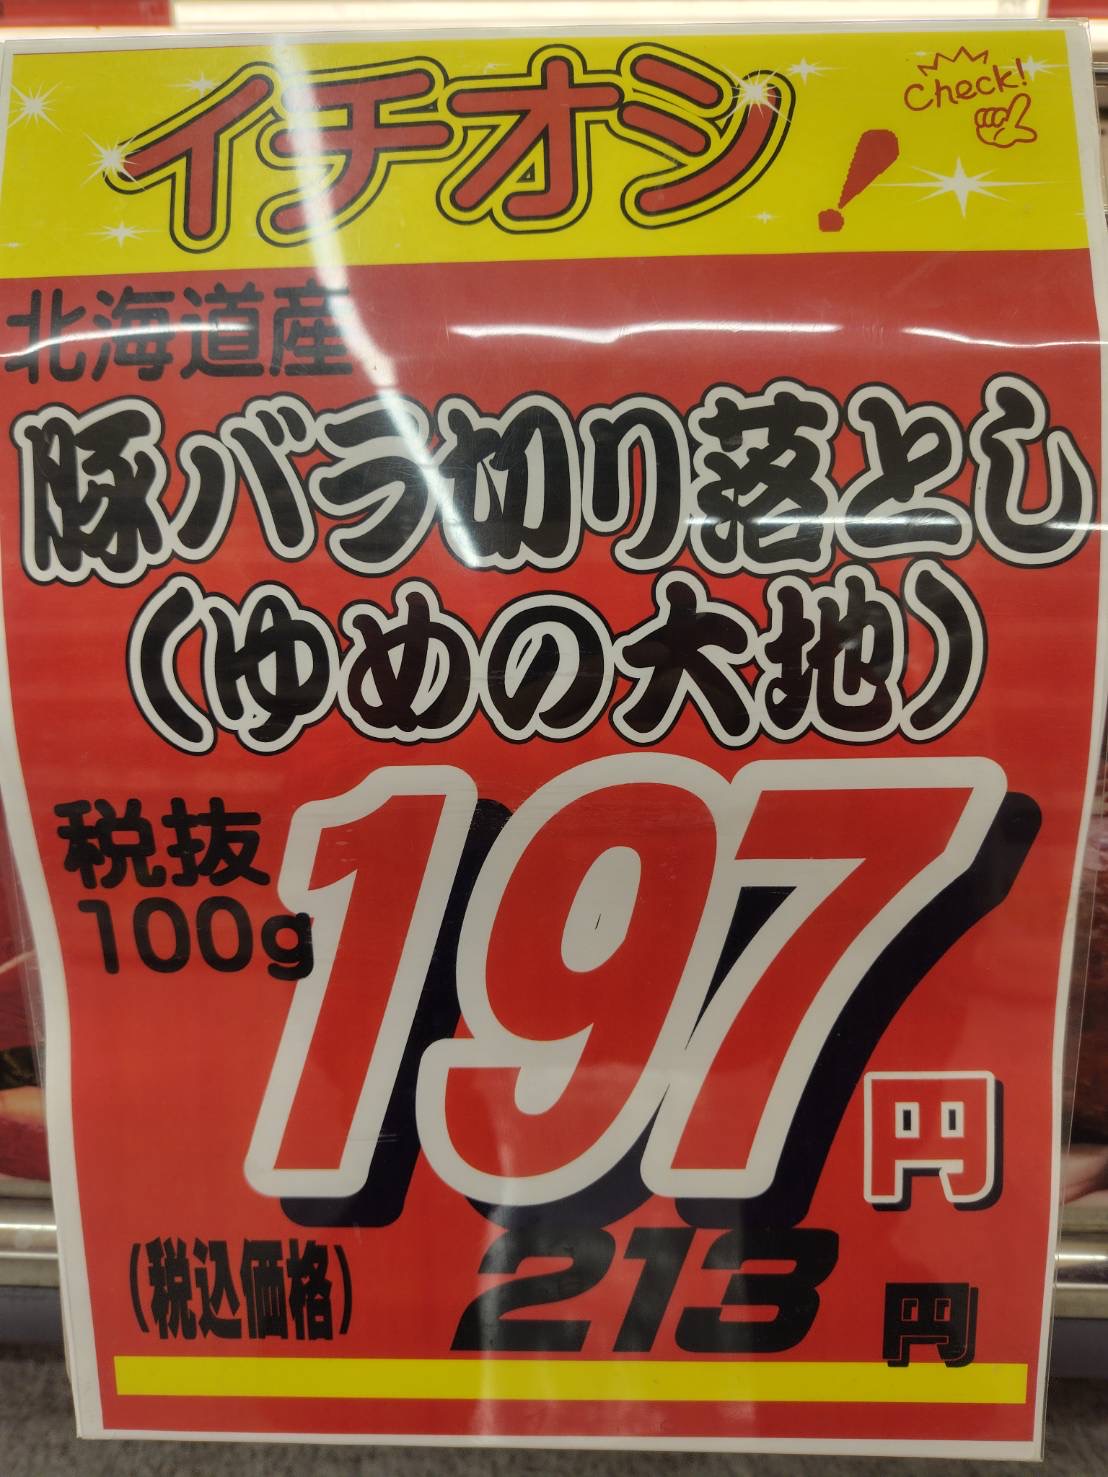 イチオシ!
Check!
北海道産
豚バラ切り落とし
(ゆめの大地)
税抜
100g
197円
(税込価格)
213円